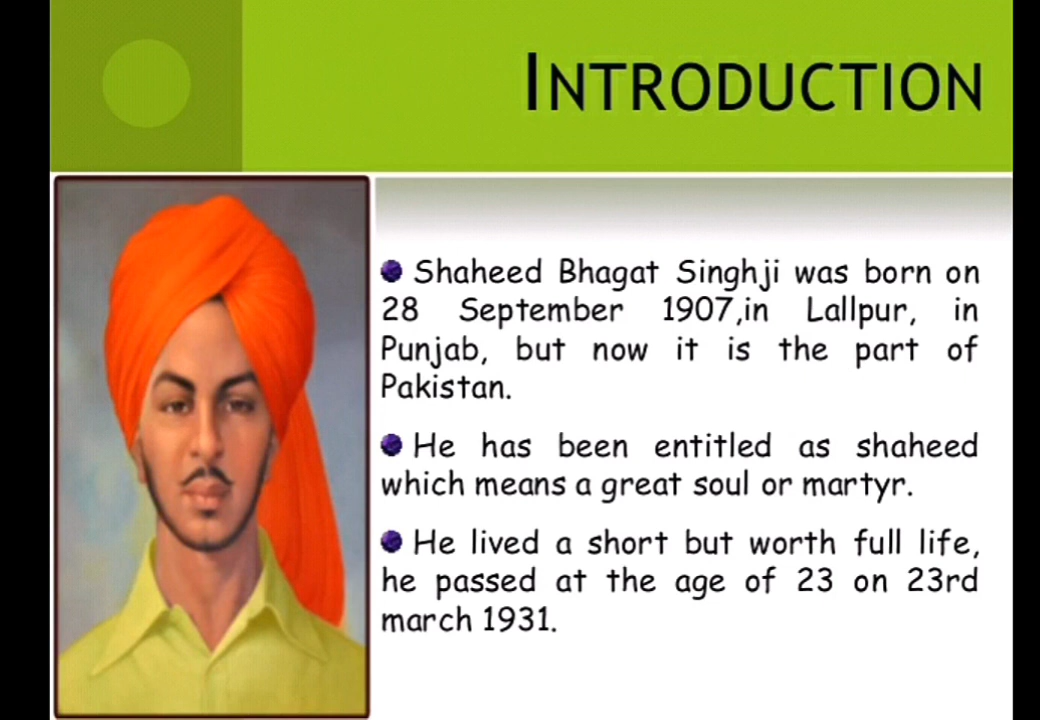 INTRODUCTION
Shaheed Bhagat Singhji was born on
28 September 1907,in Lallpur, in
Punjab, but now it is the part of
Pakistan.
He has been entitled as shaheed
which means a great soul or martyr.
He lived a short but worth full life,
he passed at the age of 23 on 23rd
march 1931.